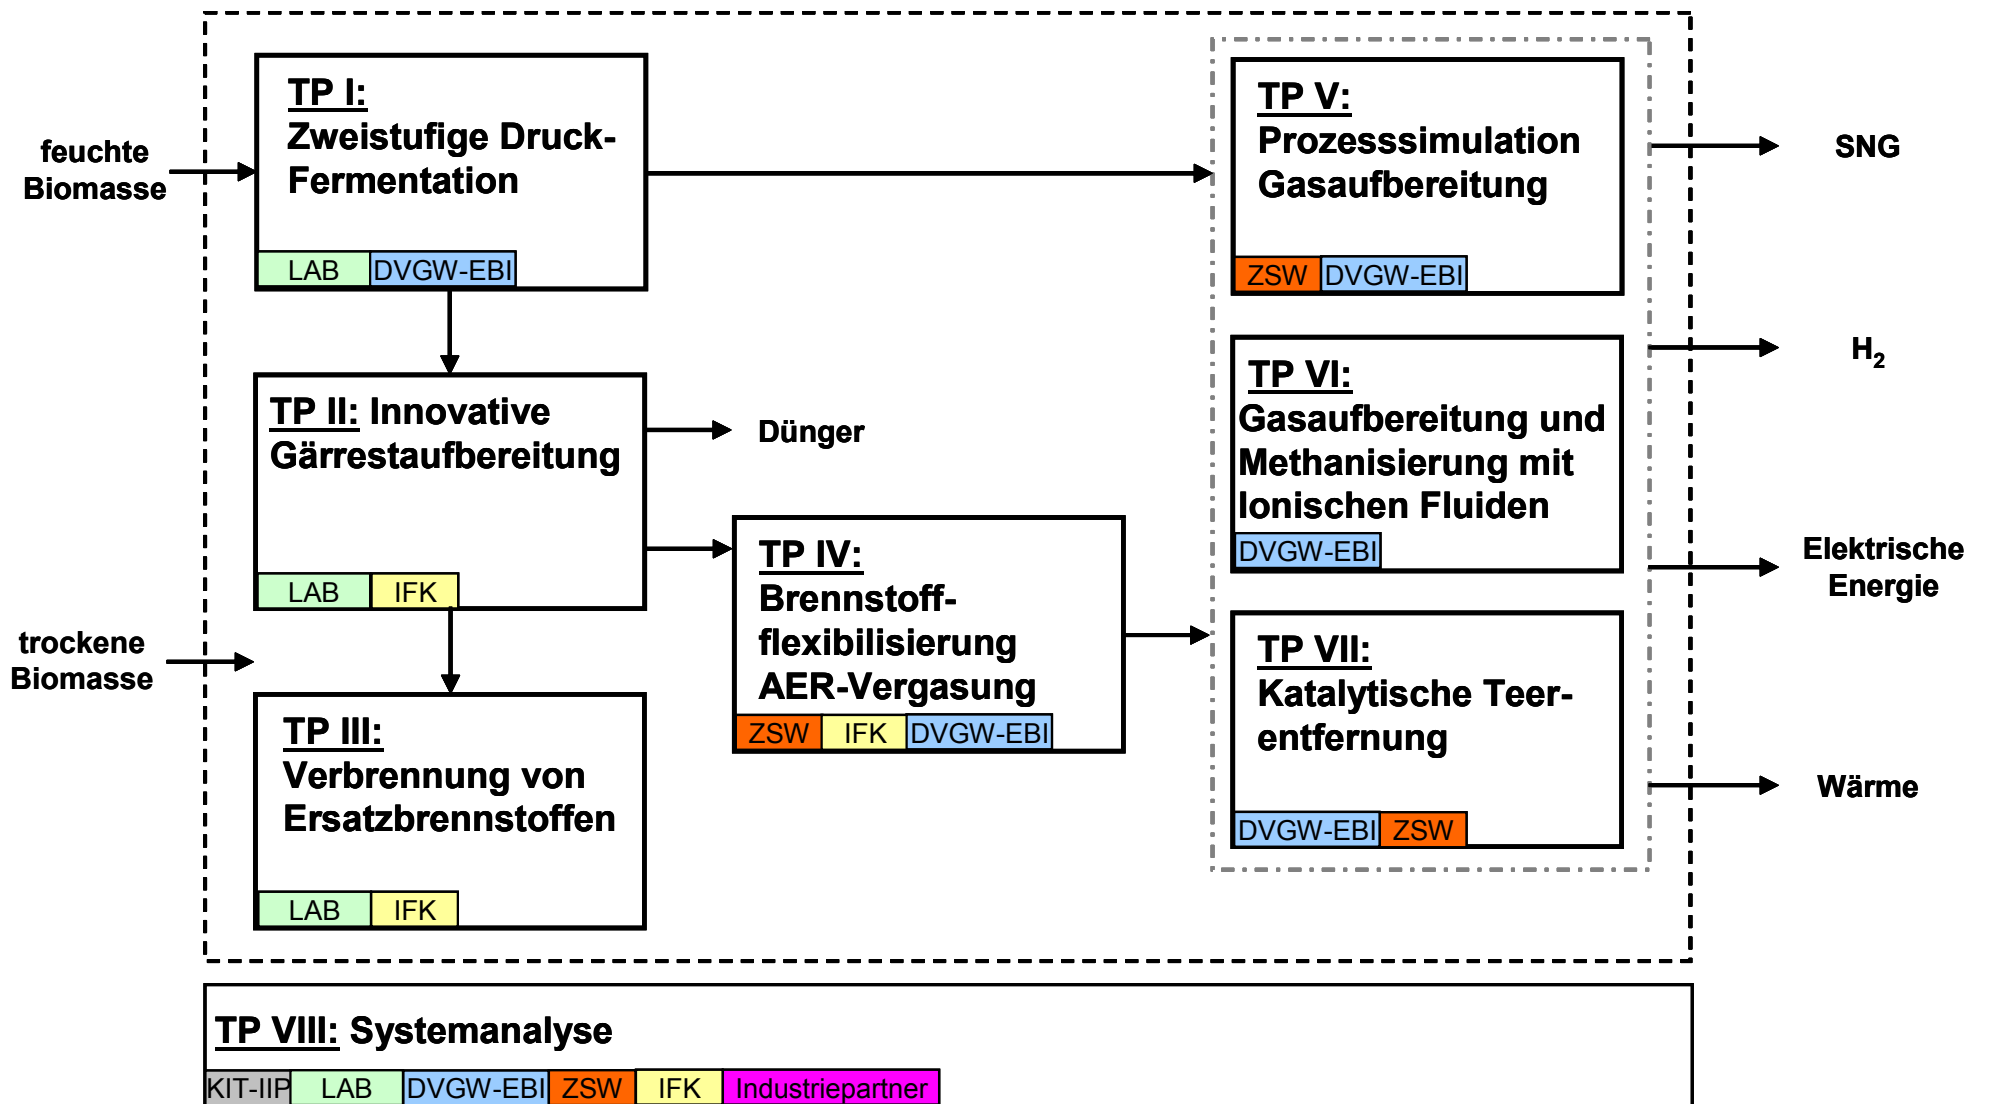 feuchte
Biomasse
TP I:
Zweistufige Druck-
Fermentation
LAB DVGW-EBI
TP II: Innovative
Gärrestaufbereitung
LAB IFK
Dünger
trockene
Biomasse
TP III:
Verbrennung von
Ersatzbrennstoffen
LAB IFK
TP IV:
Brennstoff-
flexibilisierung
AER-Vergasung
ZSW IFK DVGW-EBI
TP V:
Prozesssimulation
Gasaufbereitung
ZSW DVGW-EBI
TP VI:
Gasaufbereitung und
Methanisierung mit
Ionischen Fluiden
DVGW-EBI
TP VII:
Katalytische Teer-
entfernung
DVGW-EBI ZSW
SNG
H₂
Elektrische
Energie
Wärme
TP VIII: Systemanalyse
KIT-IIP LAB DVGW-EBI ZSW IFK Industriepartner